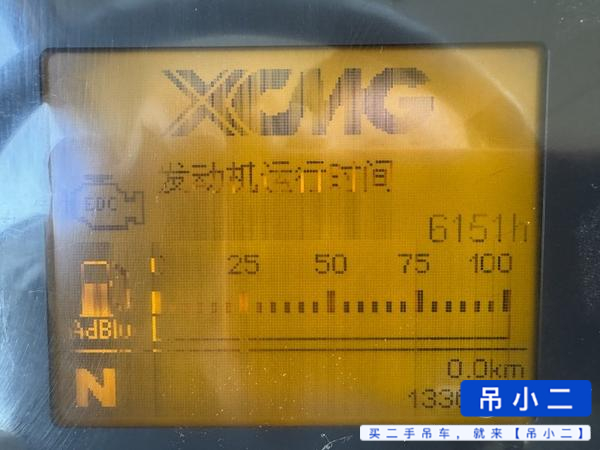 XCMG
发动机运行时间
EDC
6151h
25 50 75 100
AdBlu
0.0km
N
吊小二
买二手吊车，就来【吊小二】